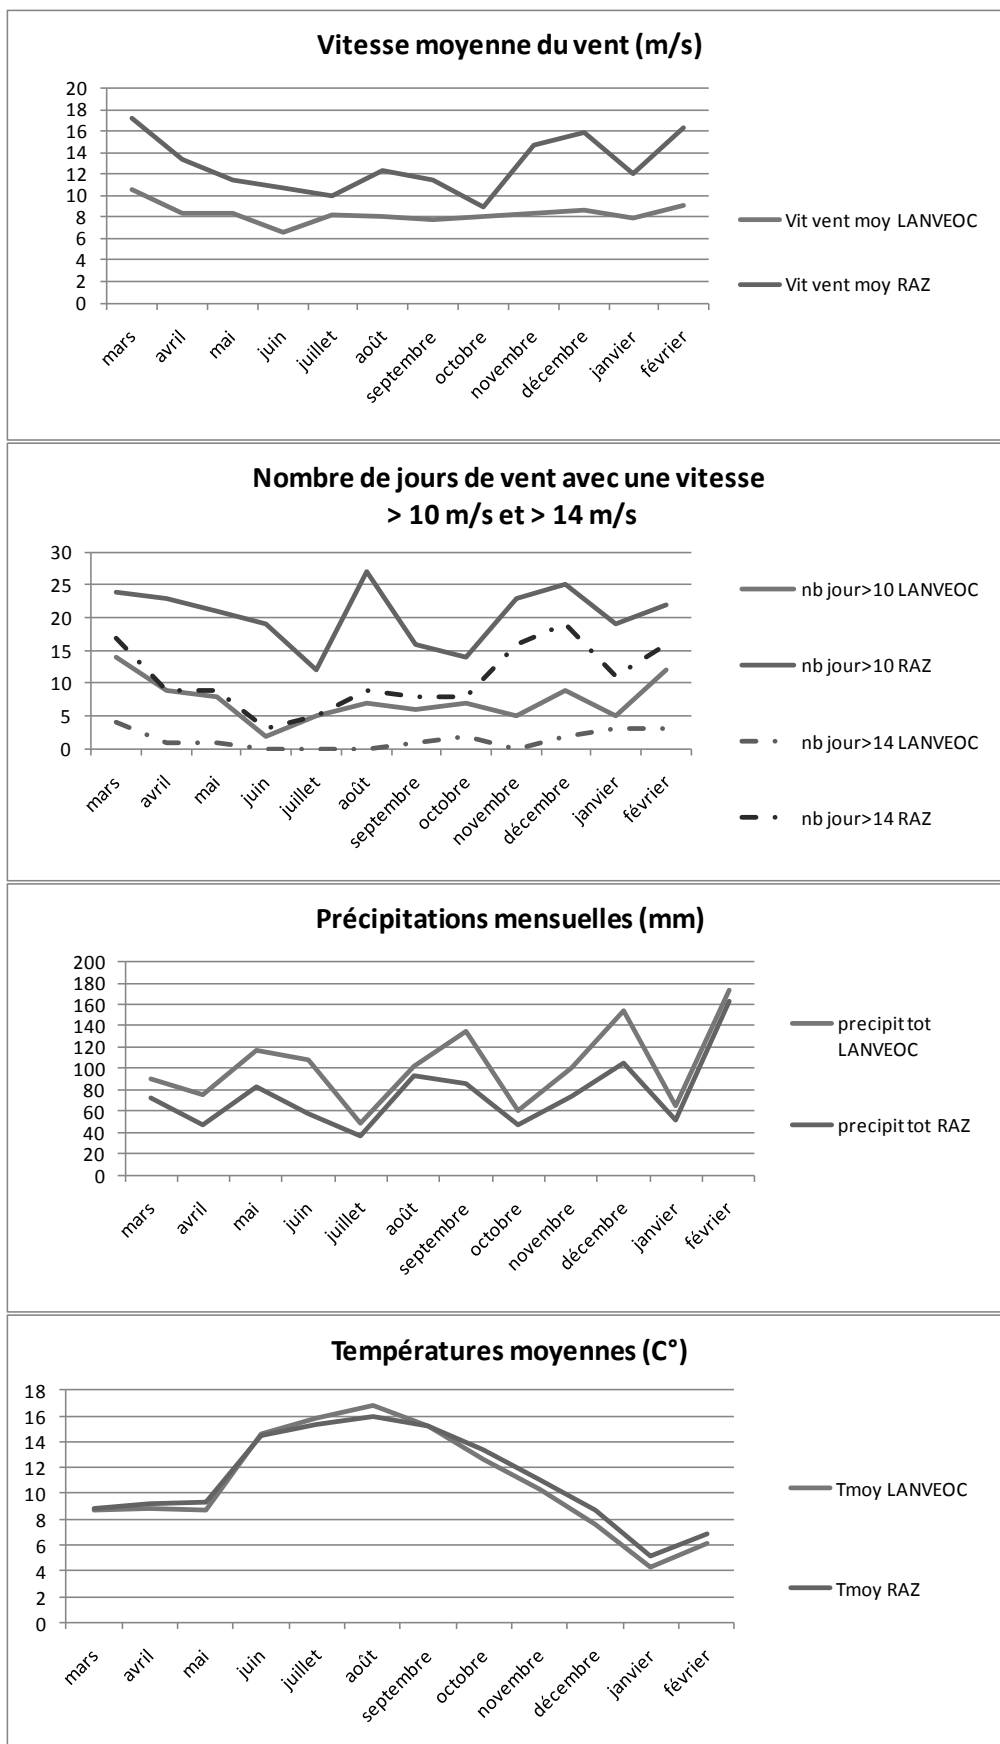 Vitesse moyenne du vent (m/s)
20
18
16
14
12
10
8
6
4
2
0
mars
avril
mai
juin
juillet
août
septembre
octobre
novembre
décembre
janvier
février
Vit vent moy LANVEOC
Vit vent moy RAZ
Nombre de jours de vent avec une vitesse
> 10 m/s et > 14 m/s
30
25
20
15
10
5
0
mars
avril
mai
juin
juillet
août
septembre
octobre
novembre
décembre
janvier
février
nb jour>10 LANVEOC
nb jour>10 RAZ
nb jour>14 LANVEOC
nb jour>14 RAZ
Précipitations mensuelles (mm)
200
180
160
140
120
100
80
60
40
20
0
mars
avril
mai
juin
juillet
août
septembre
octobre
novembre
décembre
janvier
février
precipit tot
LANVEOC
precipit tot RAZ
Températures moyennes (C°)
18
16
14
12
10
8
6
4
2
0
mars
avril
mai
juin
juillet
août
septembre
octobre
novembre
décembre
janvier
février
Tmoy LANVEOC
Tmoy RAZ